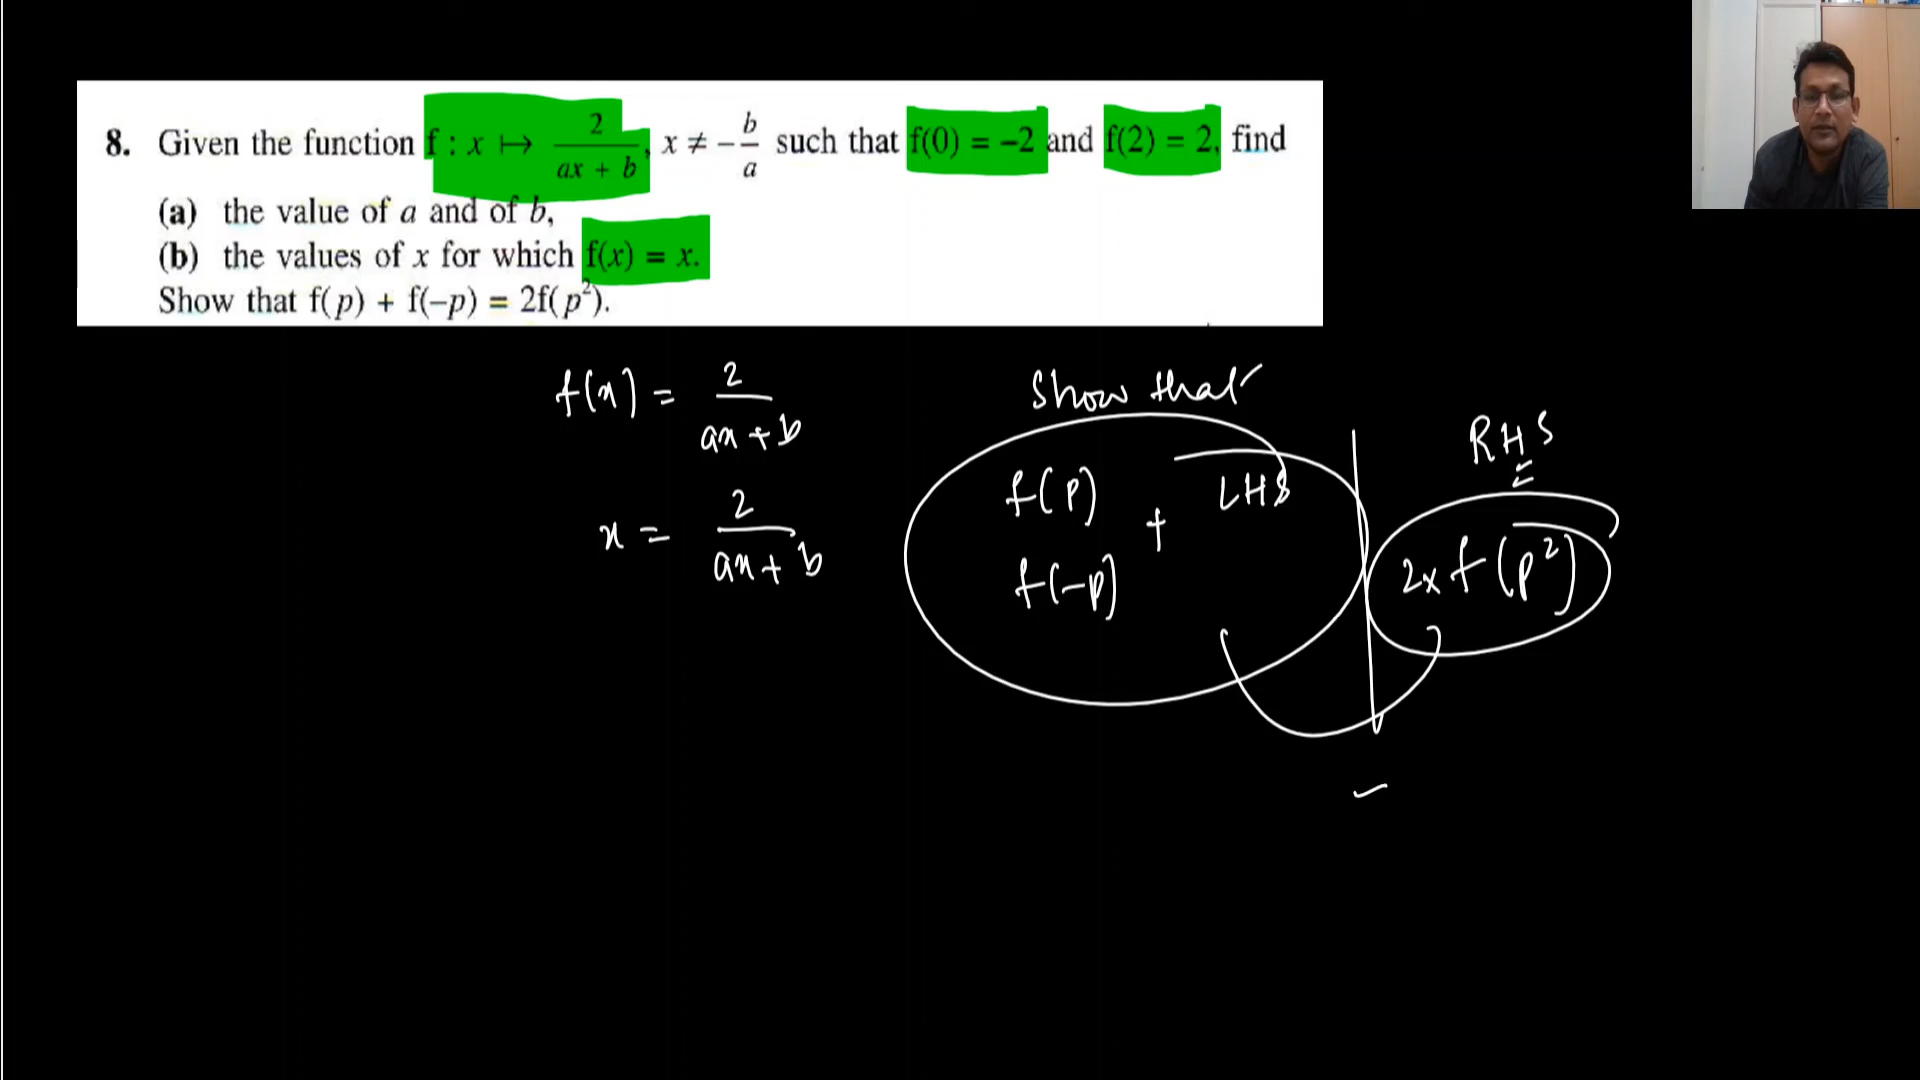 8. Given the function f : x ↦ 2/(ax + b), x ≠ −b/a such that f(0) = −2 and f(2) = 2, find
(a) the value of a and of b,
(b) the values of x for which f(x) = x.
Show that f(p) + f(−p) = 2f(p²).
f(x) = 2/(ax + b)
x = 2/(ax + b)
Show that
LHS
f(p) +
f(-p)
RHS
2x f(p²)